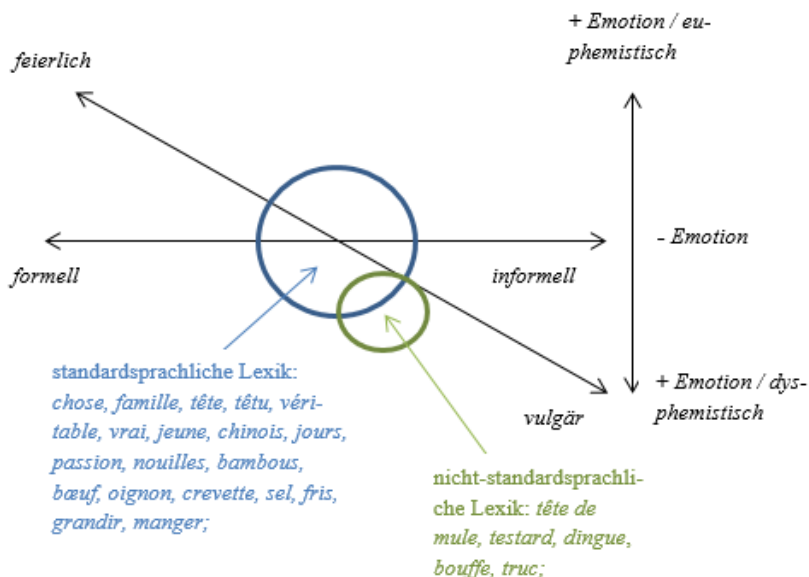 + Emotion / eu-
phemistisch
feierlich
- Emotion
formell
informell
standardsprachliche Lexik:
chose, famille, tête, têtu, véri-
table, vrai, jeune, chinois, jours,
passion, nouilles, bambous,
bœuf, oignon, crevette, sel, fris,
grandir, manger;
+ Emotion / dys-
phemistisch
vulgär
nicht-standardsprachli-
che Lexik: tête de
mule, testard, dingue,
bouffe, truc;